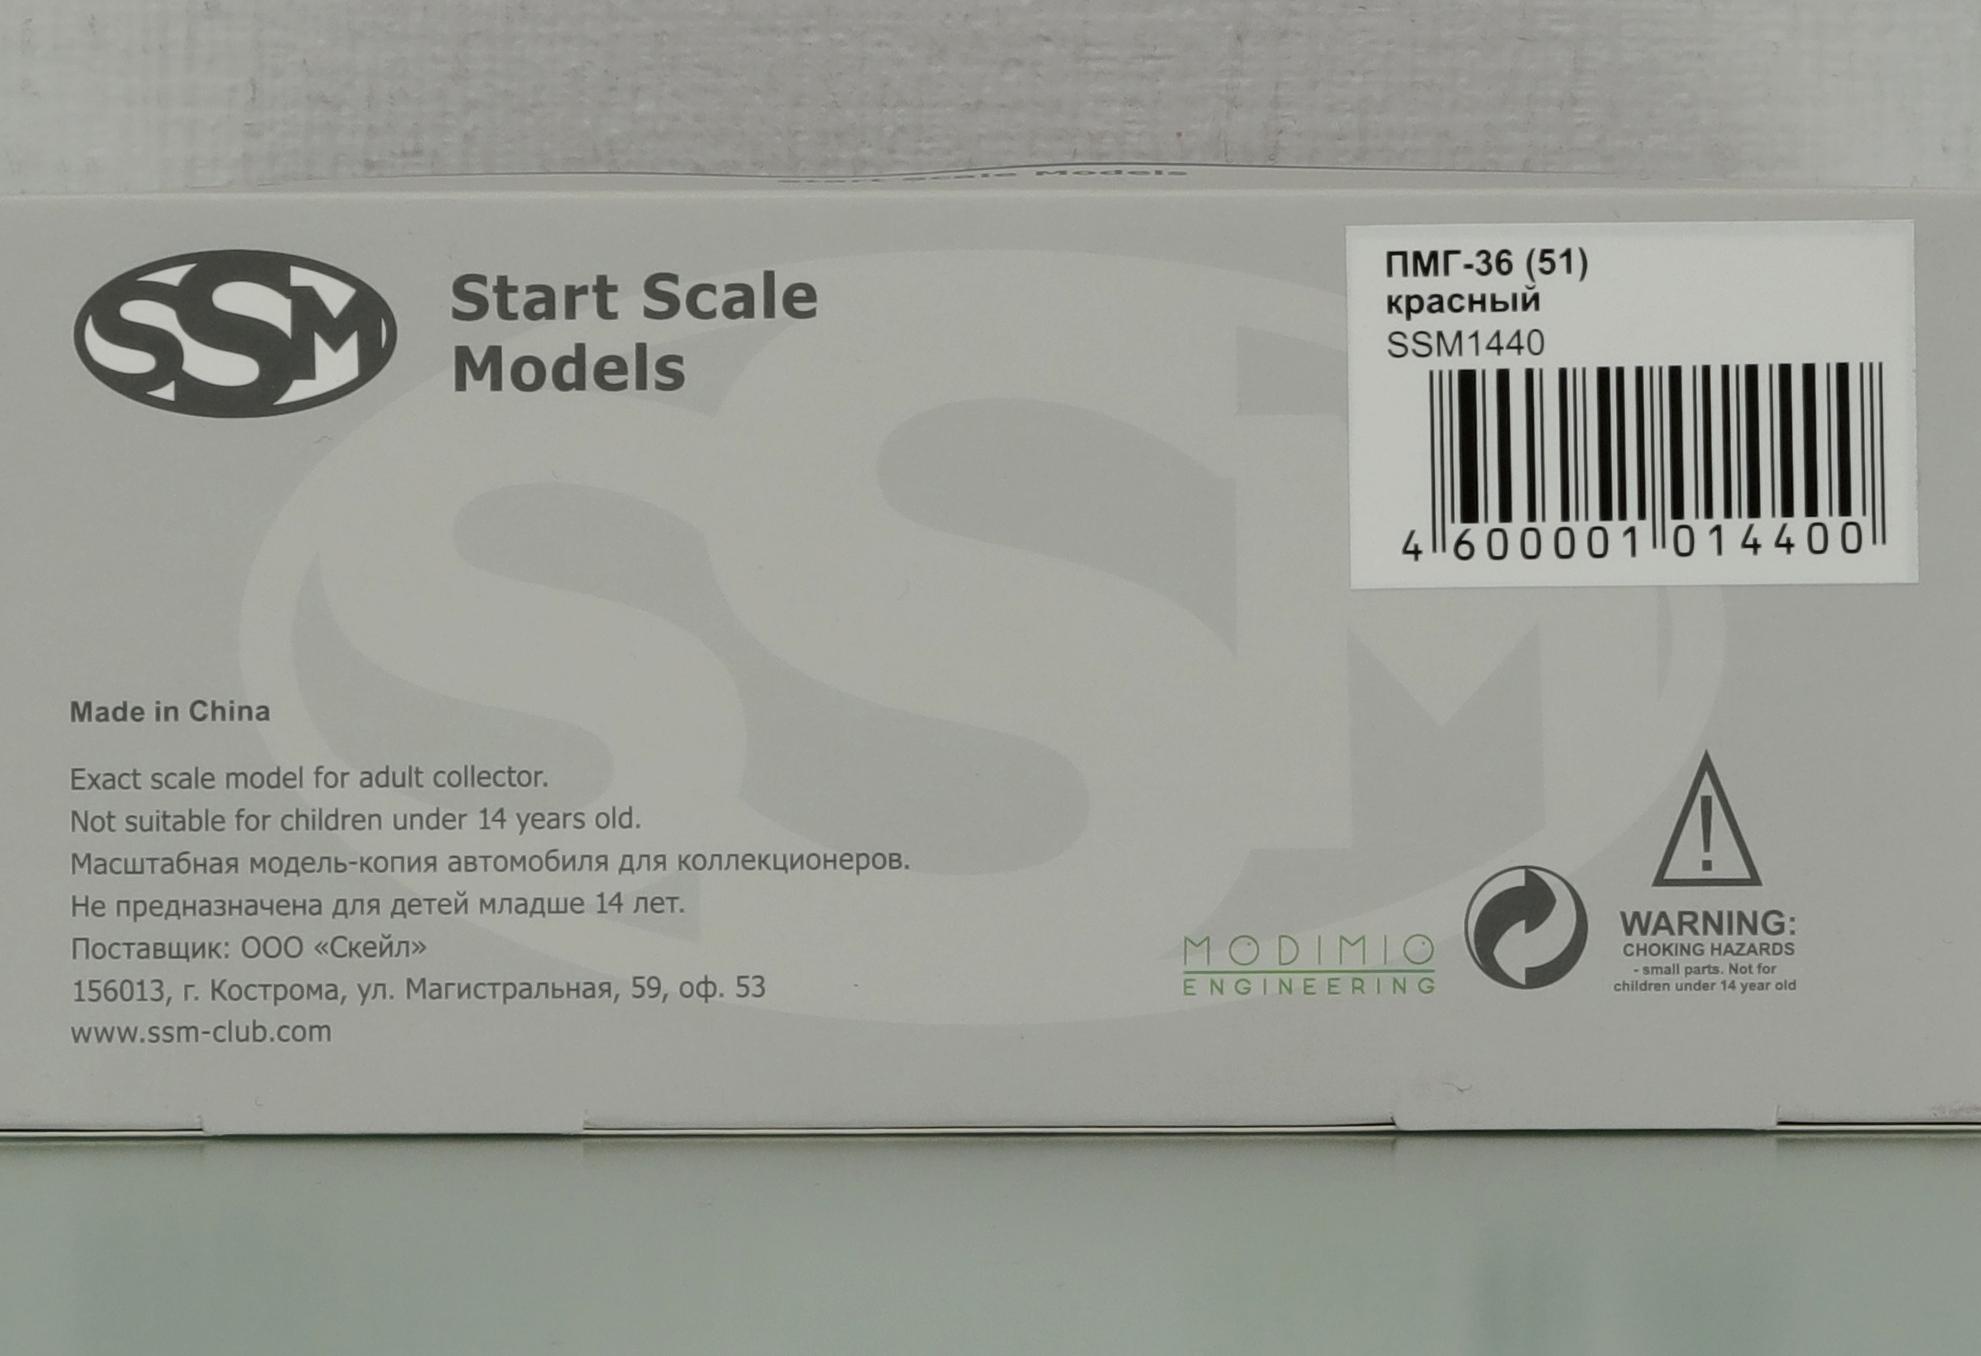 Start Scale Models
SSM
Start Scale
Models
ПМГ-36 (51)
красный
SSM1440
4 600001 014400
Made in China
Exact scale model for adult collector.
Not suitable for children under 14 years old.
Масштабная модель-копия автомобиля для коллекционеров.
Не предназначена для детей младше 14 лет.
Поставщик: ООО «Скейл»
156013, г. Кострома, ул. Магистральная, 59, оф. 53
www.ssm-club.com
MODIMIO
ENGINEERING
WARNING:
CHOKING HAZARDS
- small parts. Not for
children under 14 year old